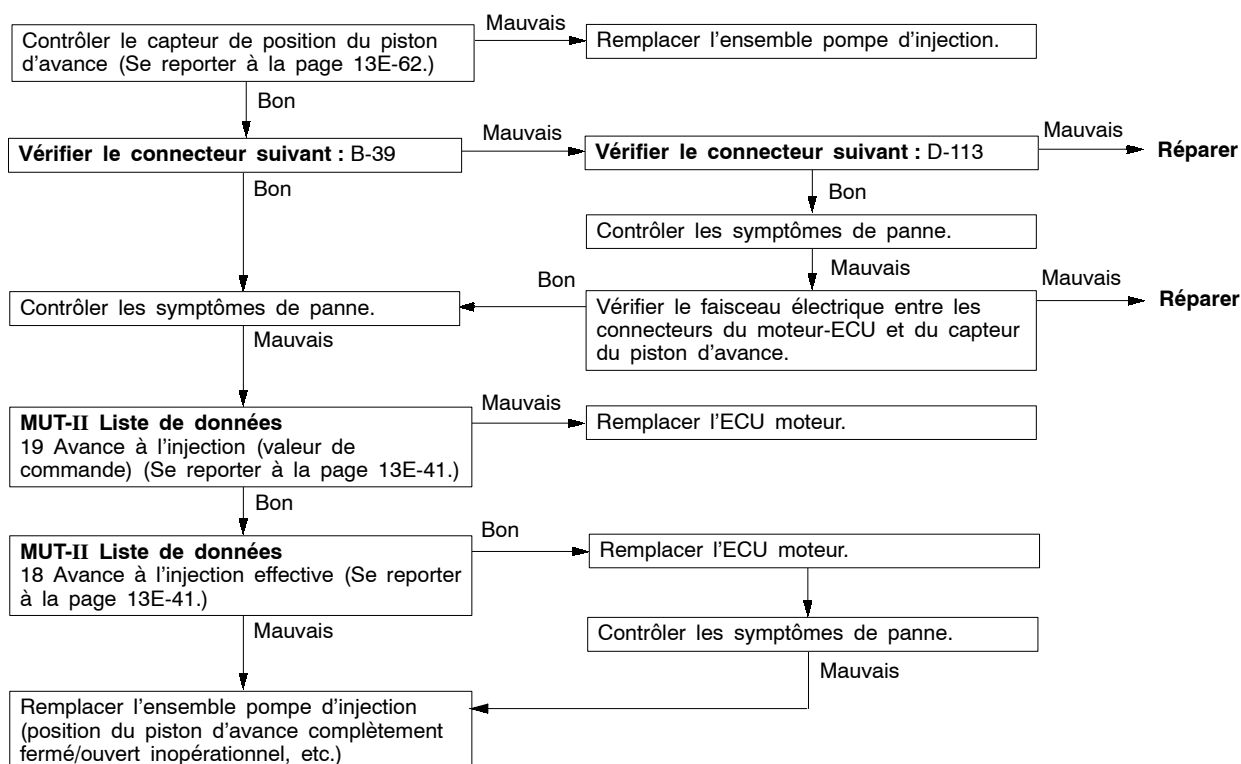 Contrôler le capteur de position du piston
d'avance (Se reporter à la page 13E-62.)
Mauvais
Remplacer l'ensemble pompe d'injection.
Bon
Vérifier le connecteur suivant : B-39
Mauvais
Vérifier le connecteur suivant : D-113
Mauvais
Réparer
Bon
Bon
Contrôler les symptômes de panne.
Mauvais
Contrôler les symptômes de panne.
Bon
Vérifier le faisceau électrique entre les
connecteurs du moteur-ECU et du capteur
du piston d'avance.
Mauvais
Réparer
Mauvais
MUT-II Liste de données
19 Avance à l'injection (valeur de
commande) (Se reporter à la page 13E-41.)
Mauvais
Remplacer l'ECU moteur.
Bon
MUT-II Liste de données
18 Avance à l'injection effective (Se reporter
à la page 13E-41.)
Bon
Remplacer l'ECU moteur.
Mauvais
Contrôler les symptômes de panne.
Mauvais
Remplacer l'ensemble pompe d'injection
(position du piston d'avance complètement
fermé/ouvert inopérationnel, etc.)